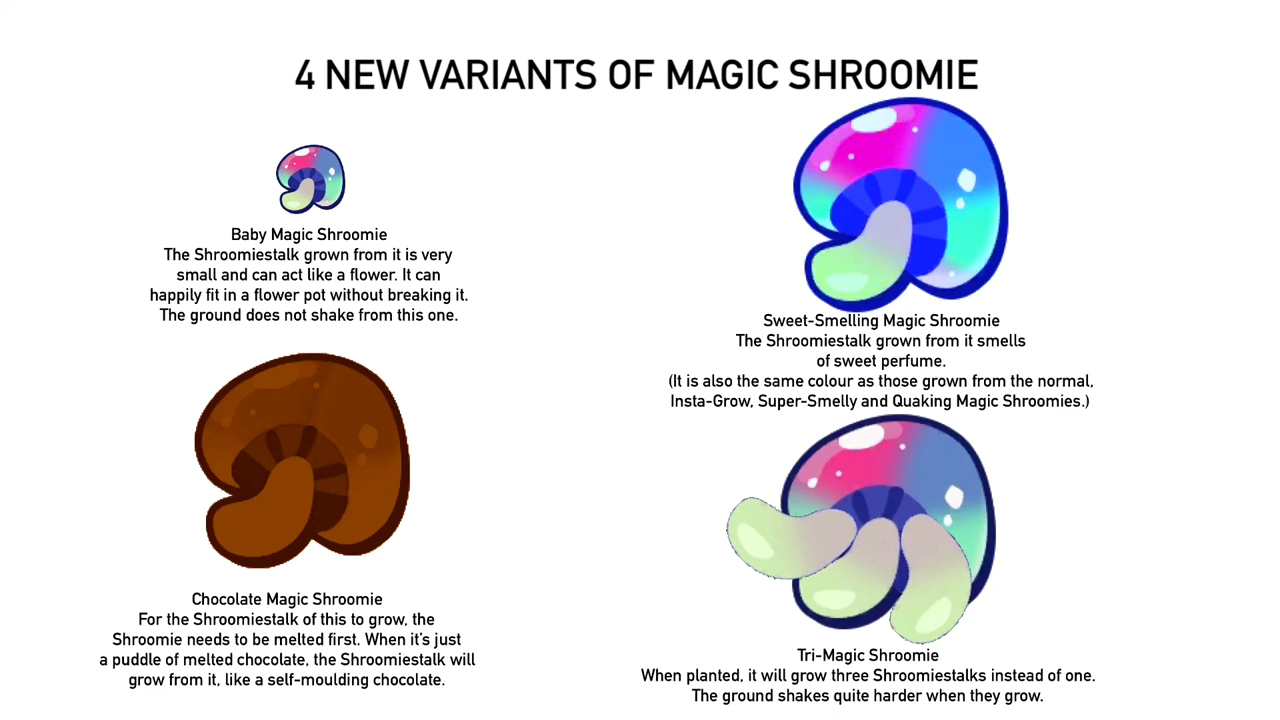 4 NEW VARIANTS OF MAGIC SHROOMIE
Baby Magic Shroomie
The Shroomiestalk grown from it is very
small and can act like a flower. It can
happily fit in a flower pot without breaking it.
The ground does not shake from this one.
Sweet-Smelling Magic Shroomie
The Shroomiestalk grown from it smells
of sweet perfume.
(It is also the same colour as those grown from the normal,
Insta-Grow, Super-Smelly and Quaking Magic Shroomies.)
Chocolate Magic Shroomie
For the Shroomiestalk of this to grow, the
Shroomie needs to be melted first. When it's just
a puddle of melted chocolate, the Shroomiestalk will
grow from it, like a self-moulding chocolate.
Tri-Magic Shroomie
When planted, it will grow three Shroomiestalks instead of one.
The ground shakes quite harder when they grow.